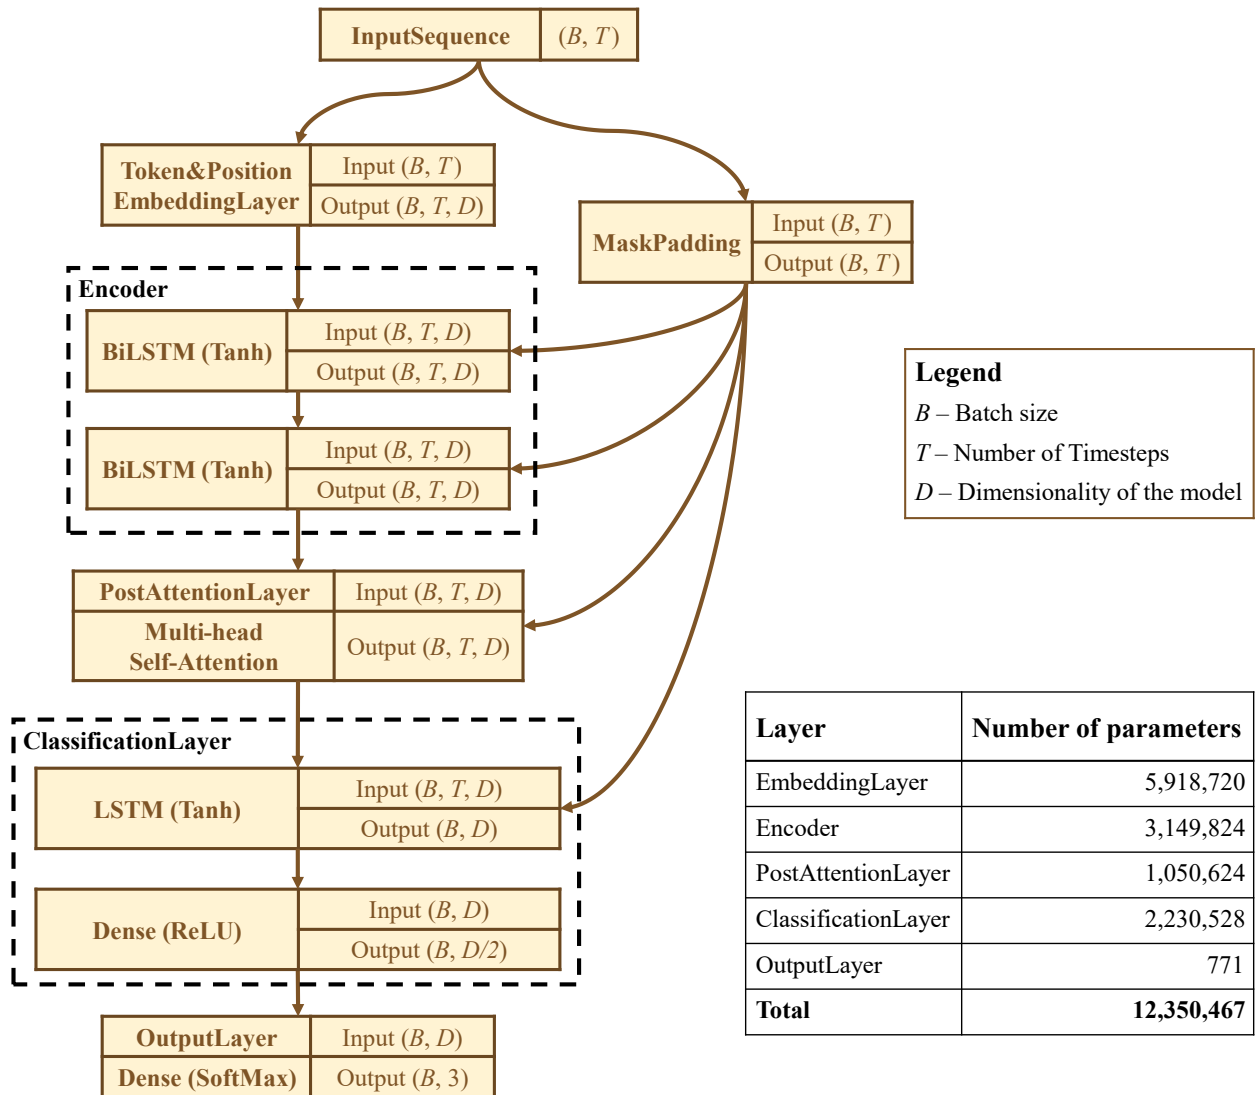 InputSequence (B, T)
Token&Position
EmbeddingLayer
Input (B, T)
Output (B, T, D)
MaskPadding
Input (B, T)
Output (B, T)
Encoder
BiLSTM (Tanh)
Input (B, T, D)
Output (B, T, D)
BiLSTM (Tanh)
Input (B, T, D)
Output (B, T, D)
Legend
B – Batch size
T – Number of Timesteps
D – Dimensionality of the model
PostAttentionLayer Input (B, T, D)
Multi-head
Self-Attention
Output (B, T, D)
ClassificationLayer
LSTM (Tanh)
Input (B, T, D)
Output (B, D)
Dense (ReLU)
Input (B, D)
Output (B, D/2)
OutputLayer Input (B, D)
Dense (SoftMax) Output (B, 3)
Layer Number of parameters
EmbeddingLayer 5,918,720
Encoder 3,149,824
PostAttentionLayer 1,050,624
ClassificationLayer 2,230,528
OutputLayer 771
Total 12,350,467